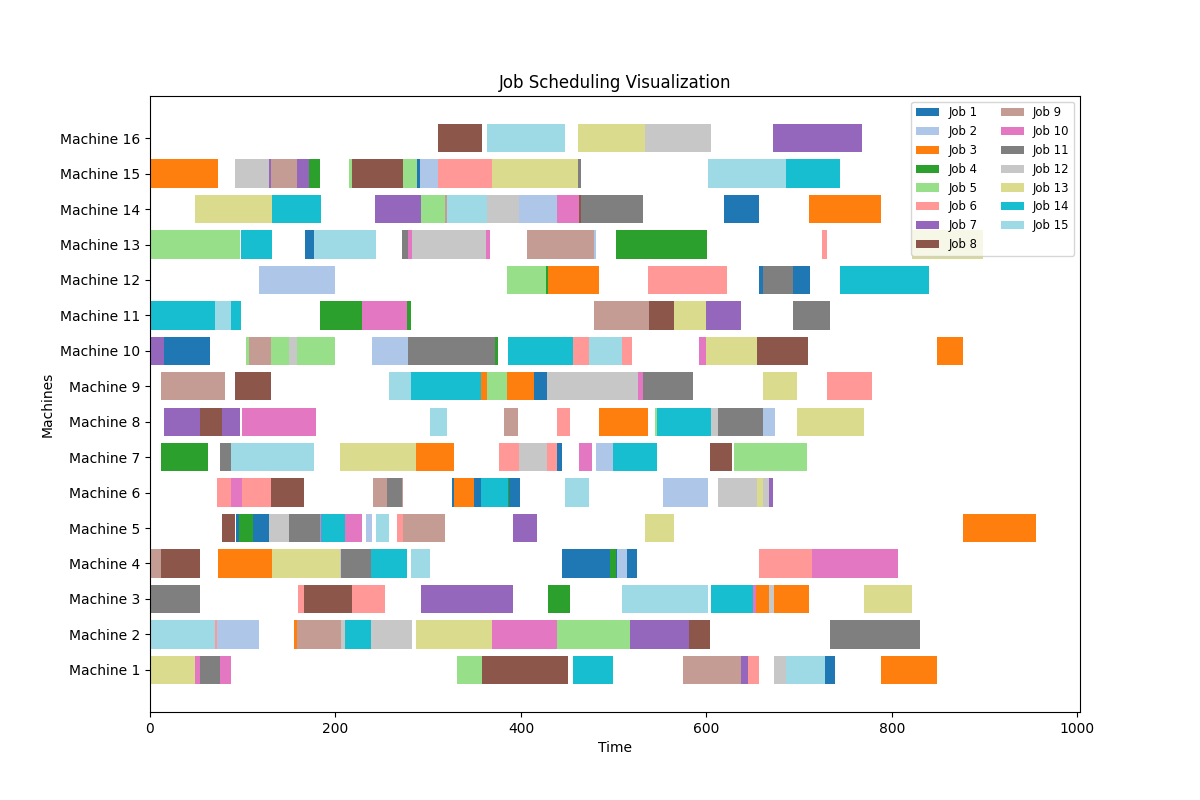 Job Scheduling Visualization
Machine 16
Machine 15
Machine 14
Machine 13
Machine 12
Machine 11
Machine 10
Machine 9
Machine 8
Machine 7
Machine 6
Machine 5
Machine 4
Machine 3
Machine 2
Machine 1
Machines
0 200 400 600 800 1000
Time
Job 1
Job 2
Job 3
Job 4
Job 5
Job 6
Job 7
Job 8
Job 9
Job 10
Job 11
Job 12
Job 13
Job 14
Job 15